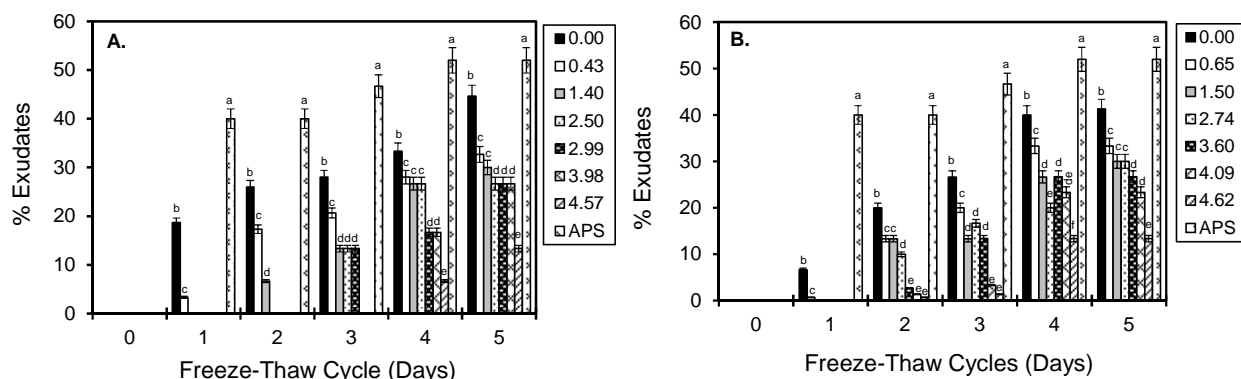 A.
% Exudates
60
50
40
30
20
10
0
b c a
b c d a
b c d d d a
b c c c d d e a
b c c d d d e a
0 1 2 3 4 5
Freeze-Thaw Cycle (Days)
0.00
0.43
1.40
2.50
2.99
3.98
4.57
APS
B.
% Exudates
60
50
40
30
20
10
0
b c a
b c c d e e e a
b c d d d e e a
b c d e d de f a
b c c c d d e a
0 1 2 3 4 5
Freeze-Thaw Cycles (Days)
0.00
0.65
1.50
2.74
3.60
4.09
4.62
APS